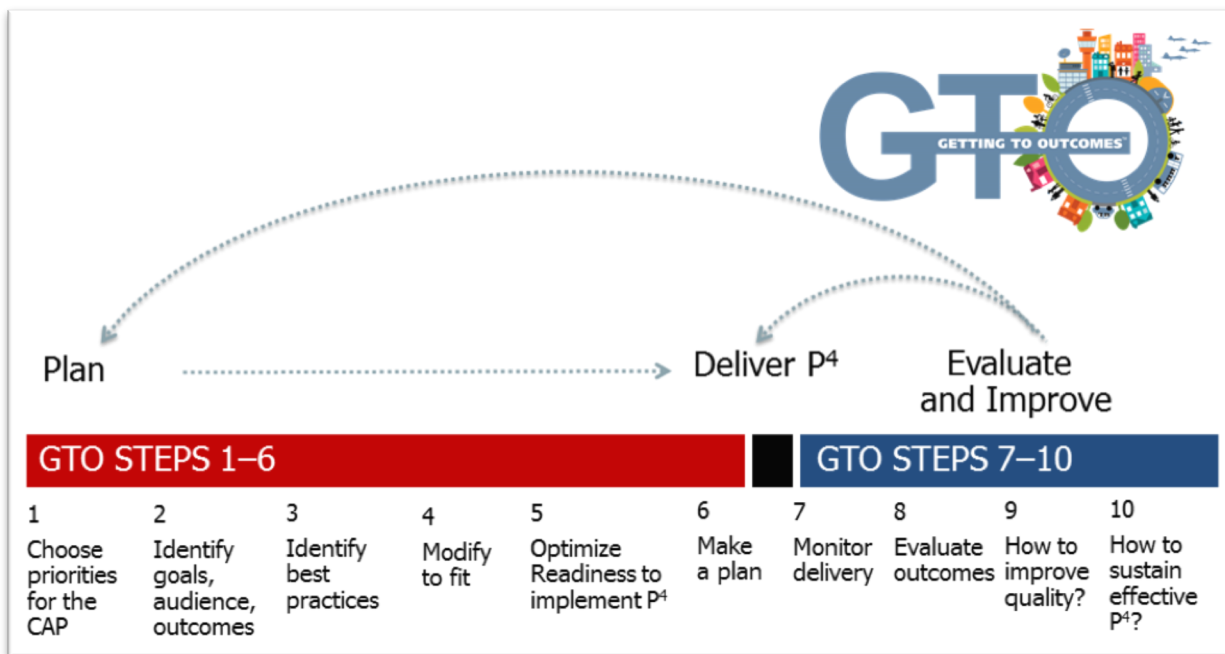 GTO
GETTING TO OUTCOMES™
Plan
Deliver P⁴
Evaluate
and Improve
GTO STEPS 1–6
GTO STEPS 7–10
1
Choose
priorities
for the
CAP
2
Identify
goals,
audience,
outcomes
3
Identify
best
practices
4
Modify
to fit
5
Optimize
Readiness to
implement P⁴
6
Make
a plan
7
Monitor
delivery
8
Evaluate
outcomes
9
How to
improve
quality?
10
How to
sustain
effective
P⁴?